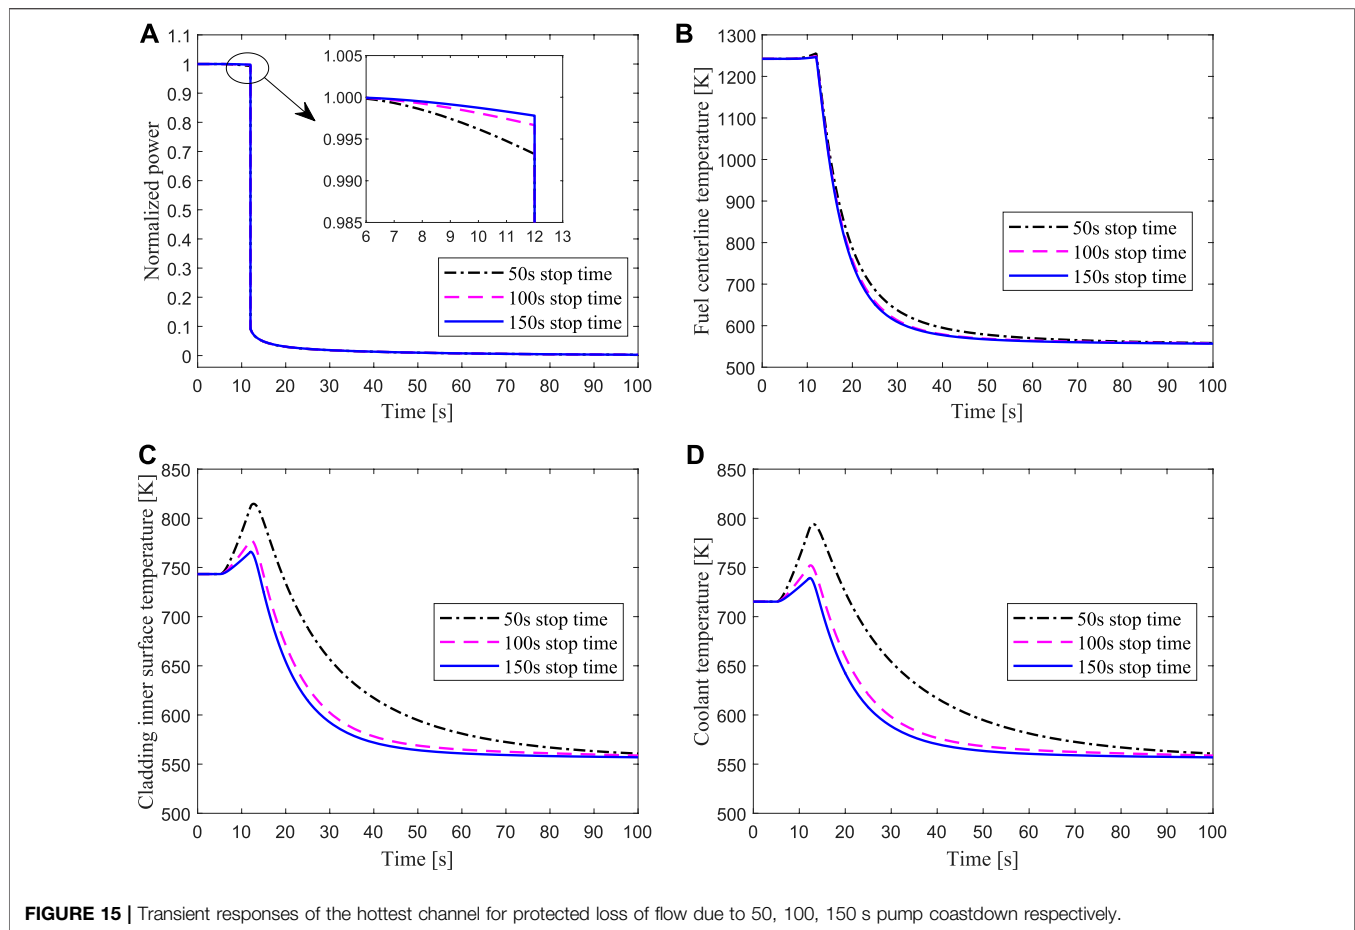 A
1.1
1
0.9
0.8
0.7
0.6
0.5
0.4
0.3
0.2
0.1
0
Normalized power
1.005
1.000
0.995
0.990
0.985
6 7 8 9 10 11 12 13
50s stop time
100s stop time
150s stop time
0 10 20 30 40 50 60 70 80 90 100
Time [s]
B
1300
1200
1100
1000
900
800
700
600
500
Fuel centerline temperature [K]
50s stop time
100s stop time
150s stop time
0 10 20 30 40 50 60 70 80 90 100
Time [s]
C
850
800
750
700
650
600
550
500
Cladding inner surface temperature [K]
50s stop time
100s stop time
150s stop time
0 10 20 30 40 50 60 70 80 90 100
Time [s]
D
850
800
750
700
650
600
550
500
Coolant temperature [K]
50s stop time
100s stop time
150s stop time
0 10 20 30 40 50 60 70 80 90 100
Time [s]
FIGURE 15 | Transient responses of the hottest channel for protected loss of flow due to 50, 100, 150 s pump coastdown respectively.